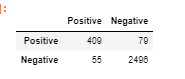 ]:
Positive Negative
Positive 409 79
Negative 55 2496